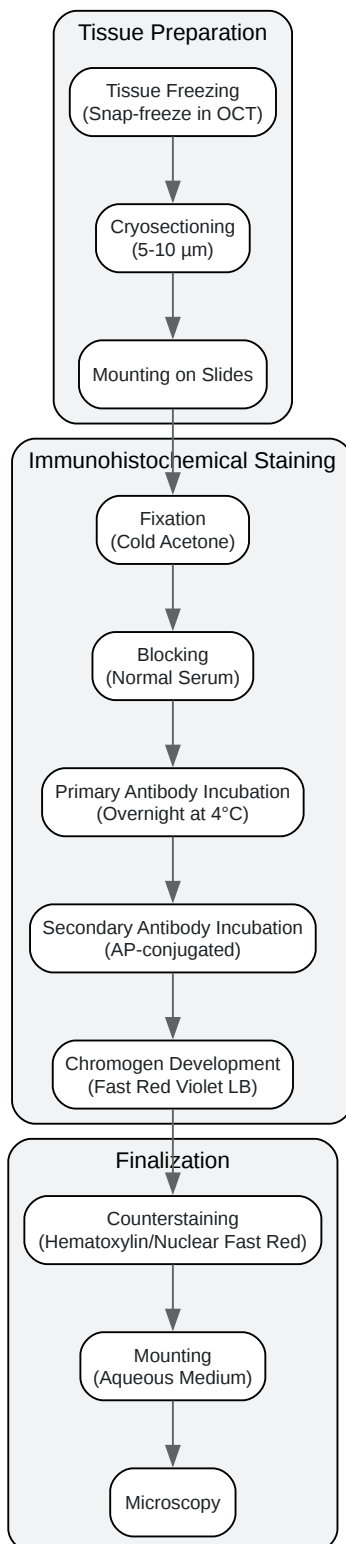 Tissue Preparation
Tissue Freezing
(Snap-freeze in OCT)
Cryosectioning
(5-10 µm)
Mounting on Slides
Immunohistochemical Staining
Fixation
(Cold Acetone)
Blocking
(Normal Serum)
Primary Antibody Incubation
(Overnight at 4°C)
Secondary Antibody Incubation
(AP-conjugated)
Chromogen Development
(Fast Red Violet LB)
Finalization
Counterstaining
(Hematoxylin/Nuclear Fast Red)
Mounting
(Aqueous Medium)
Microscopy